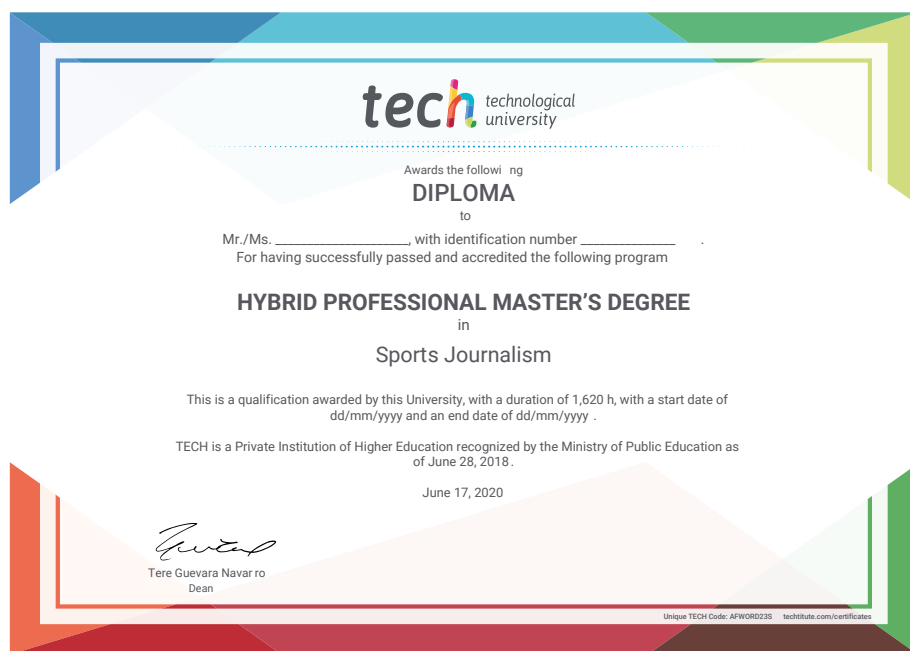 tech technological
university
Awards the followi ng
DIPLOMA
to
Mr./Ms. _____________________, with identification number _______________ .
For having successfully passed and accredited the following program
HYBRID PROFESSIONAL MASTER’S DEGREE
in
Sports Journalism
This is a qualification awarded by this University, with a duration of 1,620 h, with a start date of
dd/mm/yyyy and an end date of dd/mm/yyyy .
TECH is a Private Institution of Higher Education recognized by the Ministry of Public Education as
of June 28, 2018.
June 17, 2020
Tere Guevara Navarro
Dean
Unique TECH Code: AFWORD23S techtitute.com/certificates